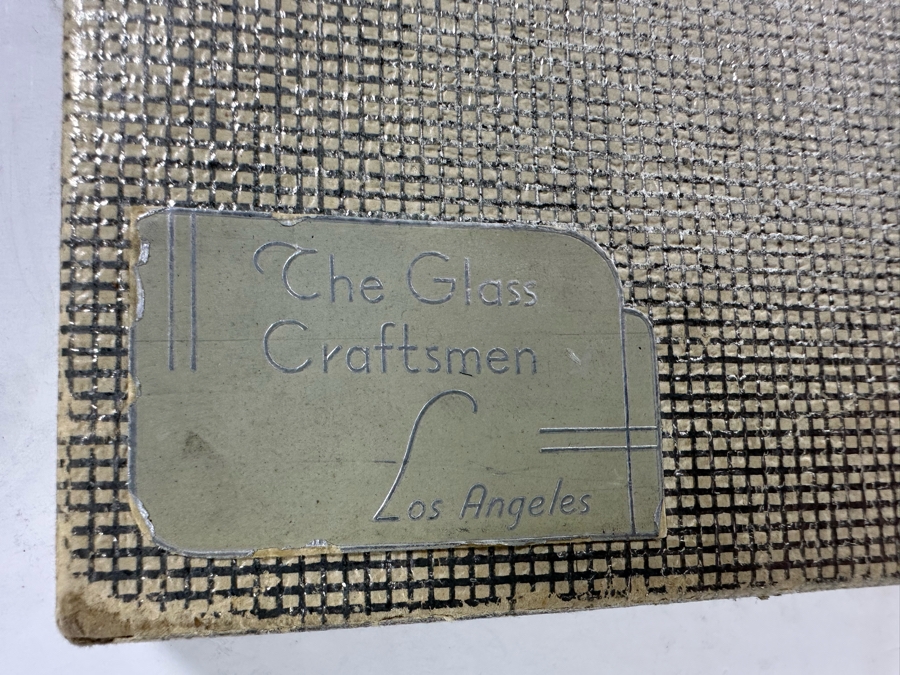 The Glass
Craftsmen
Los Angeles